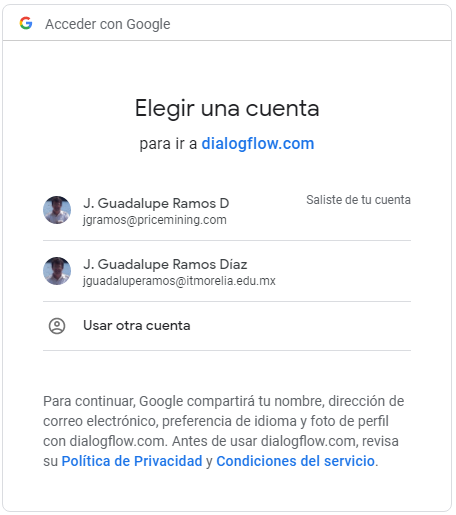 Acceder con Google
Elegir una cuenta
para ir a dialogflow.com
J. Guadalupe Ramos D
Saliste de tu cuenta
jgramos@pricemining.com
J. Guadalupe Ramos Díaz
jguadaluperamos@itmorelia.edu.mx
Usar otra cuenta
Para continuar, Google compartirá tu nombre, dirección de
correo electrónico, preferencia de idioma y foto de perfil
con dialogflow.com. Antes de usar dialogflow.com, revisa
su Política de Privacidad y Condiciones del servicio.